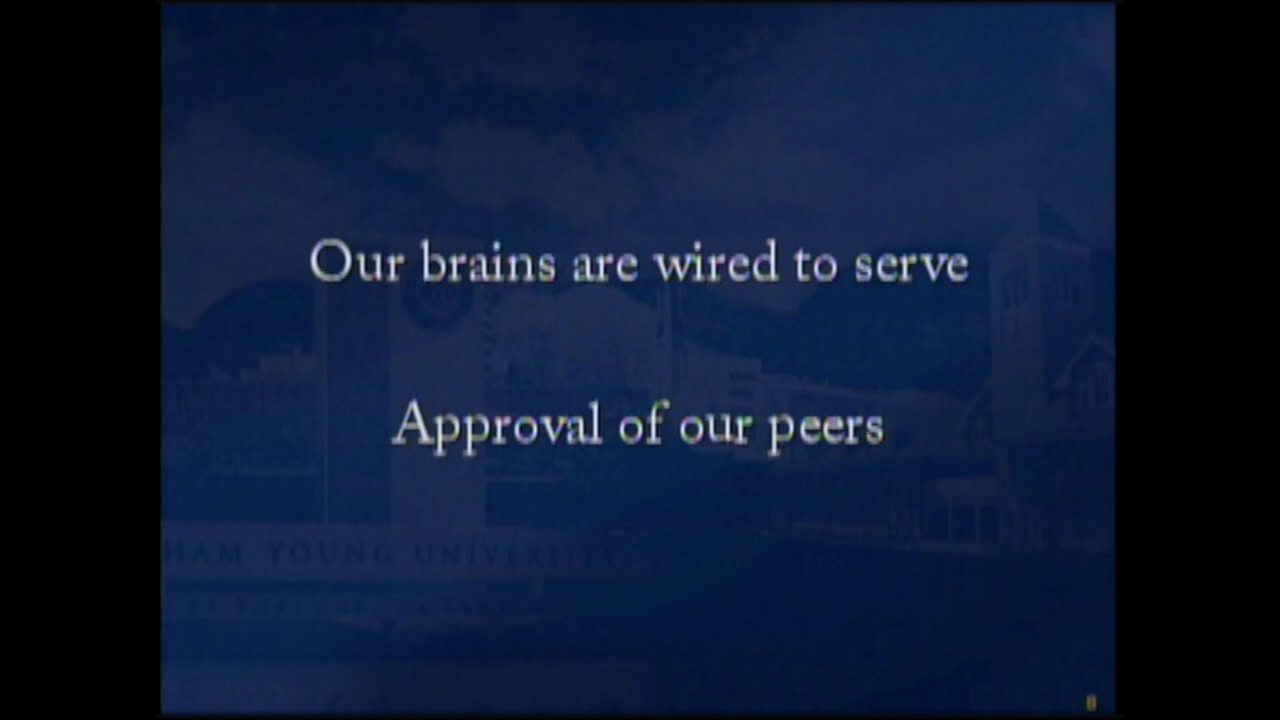 Our brains are wired to serve
Approval of our peers
HAM YOUNG UNIVERSITY